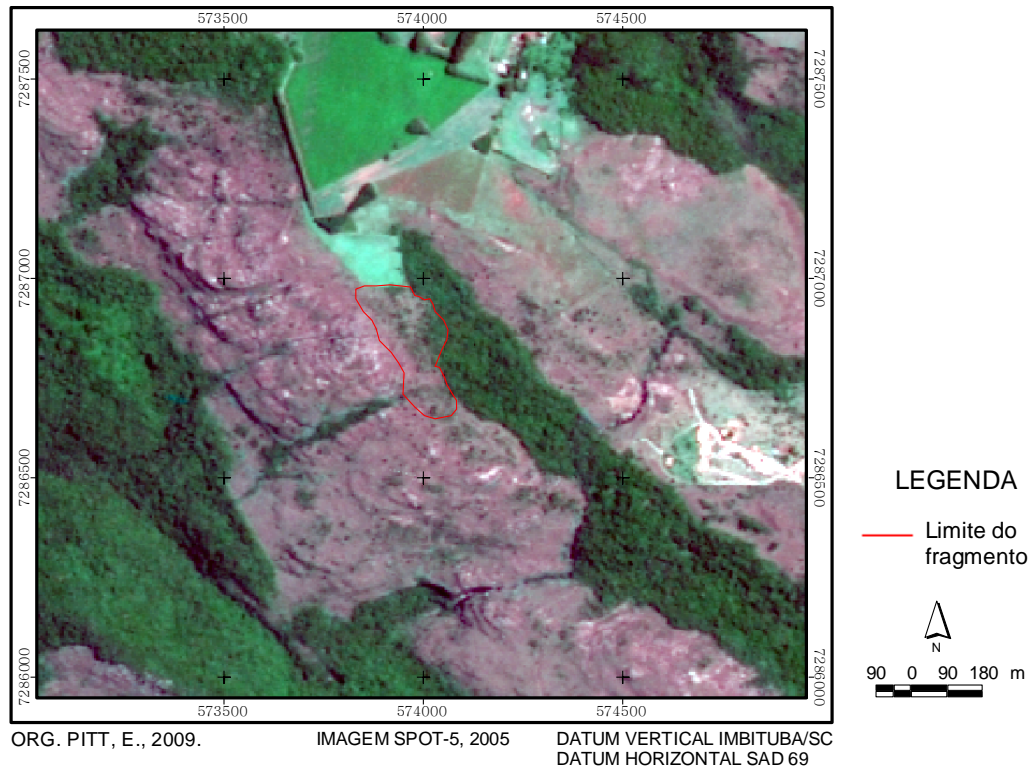 573500 574000 574500
7287500 7287500
7287000 7287000
7286500 7286500
7286000 7286000
573500 574000 574500
LEGENDA
Limite do
fragmento
N
90 0 90 180 m
ORG. PITT, E., 2009. IMAGEM SPOT-5, 2005 DATUM VERTICAL IMBITUBA/SC
DATUM HORIZONTAL SAD 69